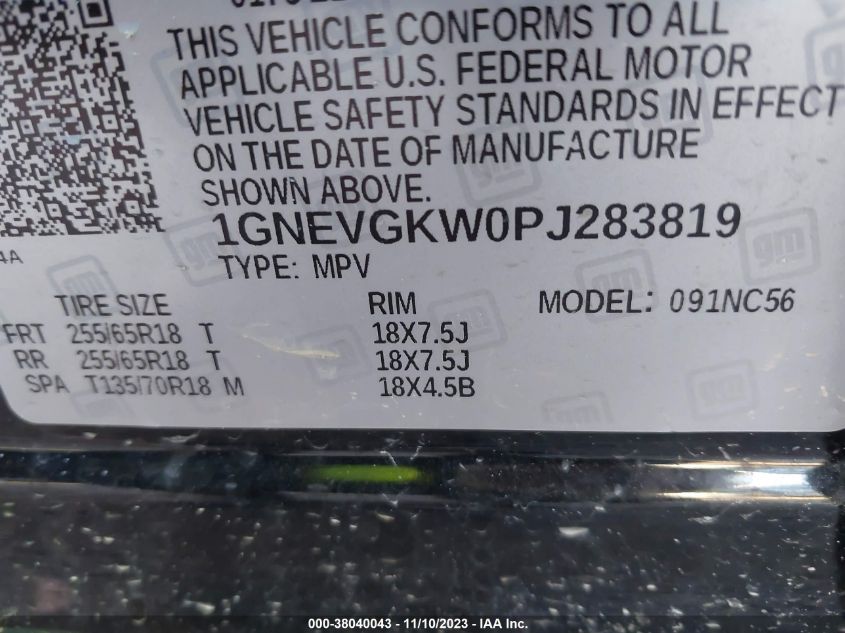 THIS VEHICLE CONFORMS TO ALL
APPLICABLE U.S. FEDERAL MOTOR
VEHICLE SAFETY STANDARDS IN EFFECT
ON THE DATE OF MANUFACTURE
SHOWN ABOVE.
1GNEVGKW0PJ283819
4A
TYPE: MPV
TIRE SIZE RIM MODEL: 091NC56
FRT 255/65R18 T 18X7.5J
RR 255/65R18 T 18X7.5J
SPA T135/70R18 M 18X4.5B
gm
000-38040043 - 11/10/2023 - IAA Inc.